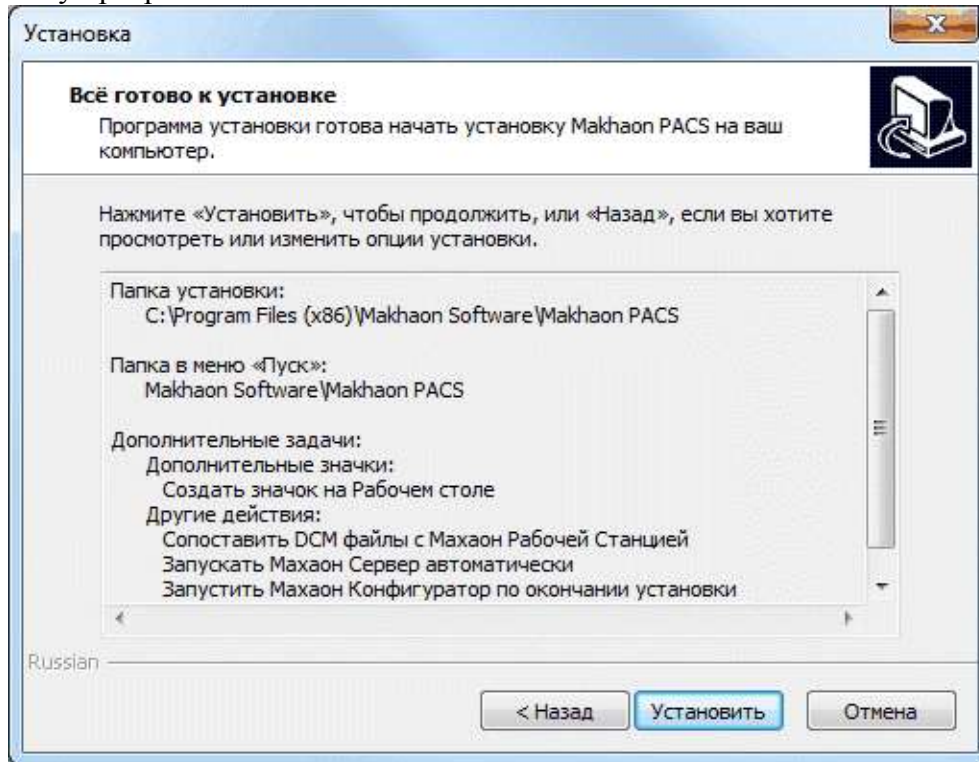 Установка
Всё готово к установке
Программа установки готова начать установку Makhaon PACS на ваш
компьютер.
Нажмите «Установить», чтобы продолжить, или «Назад», если вы хотите
просмотреть или изменить опции установки.
Папка установки:
C:\Program Files (x86)\Makhaon Software\Makhaon PACS
Папка в меню «Пуск»:
Makhaon Software\Makhaon PACS
Дополнительные задачи:
Дополнительные значки:
Создать значок на Рабочем столе
Другие действия:
Сопоставить DCM файлы с Махаон Рабочей Станцией
Запускать Махаон Сервер автоматически
Запустить Махаон Конфигуратор по окончании установки
Russian
< Назад
Установить
Отмена